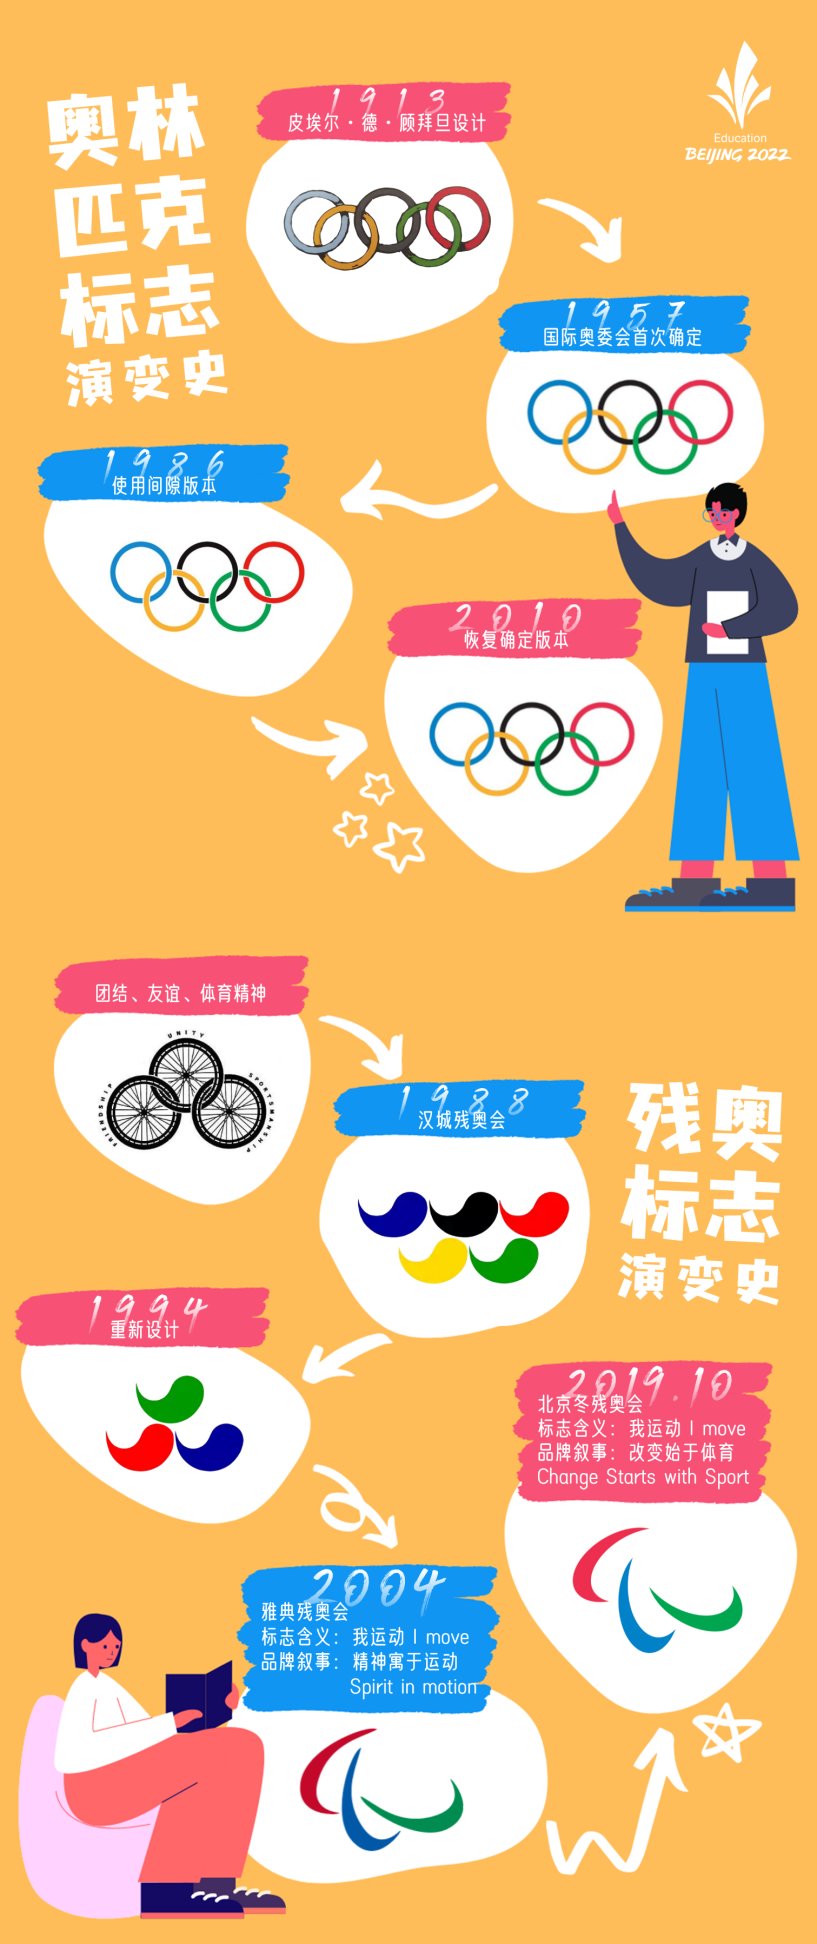 奥林
匹克
标志
演变史
Education
BEIJING 2022
1913
皮埃尔·德·顾拜旦设计
1957
国际奥委会首次确定
1986
使用间隙版本
2010
恢复确定版本
残奥
标志
演变史
团结、友谊、体育精神
UNITY
FRIENDSHIP
SPORTSMANSHIP
1988
汉城残奥会
1994
重新设计
2004
雅典残奥会
标志含义：我运动 I move
品牌叙事：精神寓于运动
Spirit in motion
2019.10
北京冬残奥会
标志含义：我运动 I move
品牌叙事：改变始于体育
Change Starts with Sport